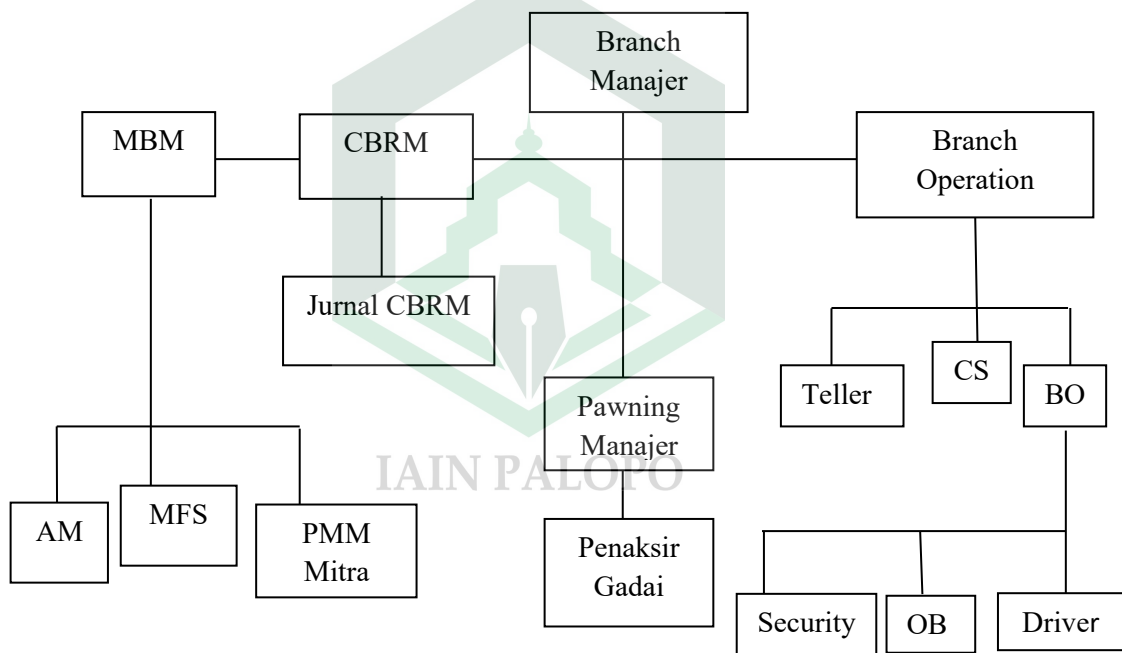 Branch
Manajer
MBM
CBRM
Branch
Operation
Jurnal CBRM
Teller
CS
BO
Pawning
Manajer
IAIN PALOPO
AM
MFS
PMM
Mitra
Penaksir
Gadai
Security
OB
Driver